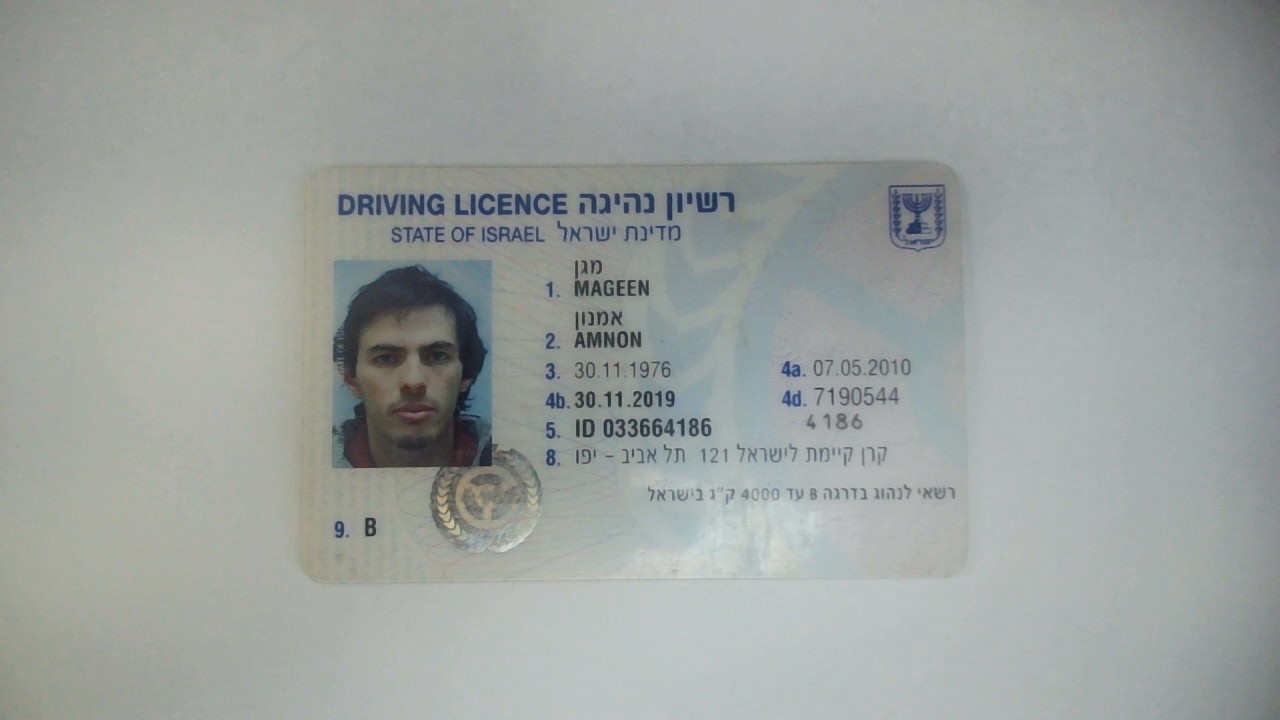 DRIVING LICENCE רשיון נהיגה
STATE OF ISRAEL מדינת ישראל
מגן
1. MAGEEN
אמנון
2. AMNON
3. 30.11.1976 4a. 07.05.2010
4b. 30.11.2019 4d. 7190544
5. ID 033664186 4186
8. קרן קיימת לישראל 121 תל אביב - יפו
רשאי לנהוג בדרגה B עד 4000 ק"ג בישראל
9. B